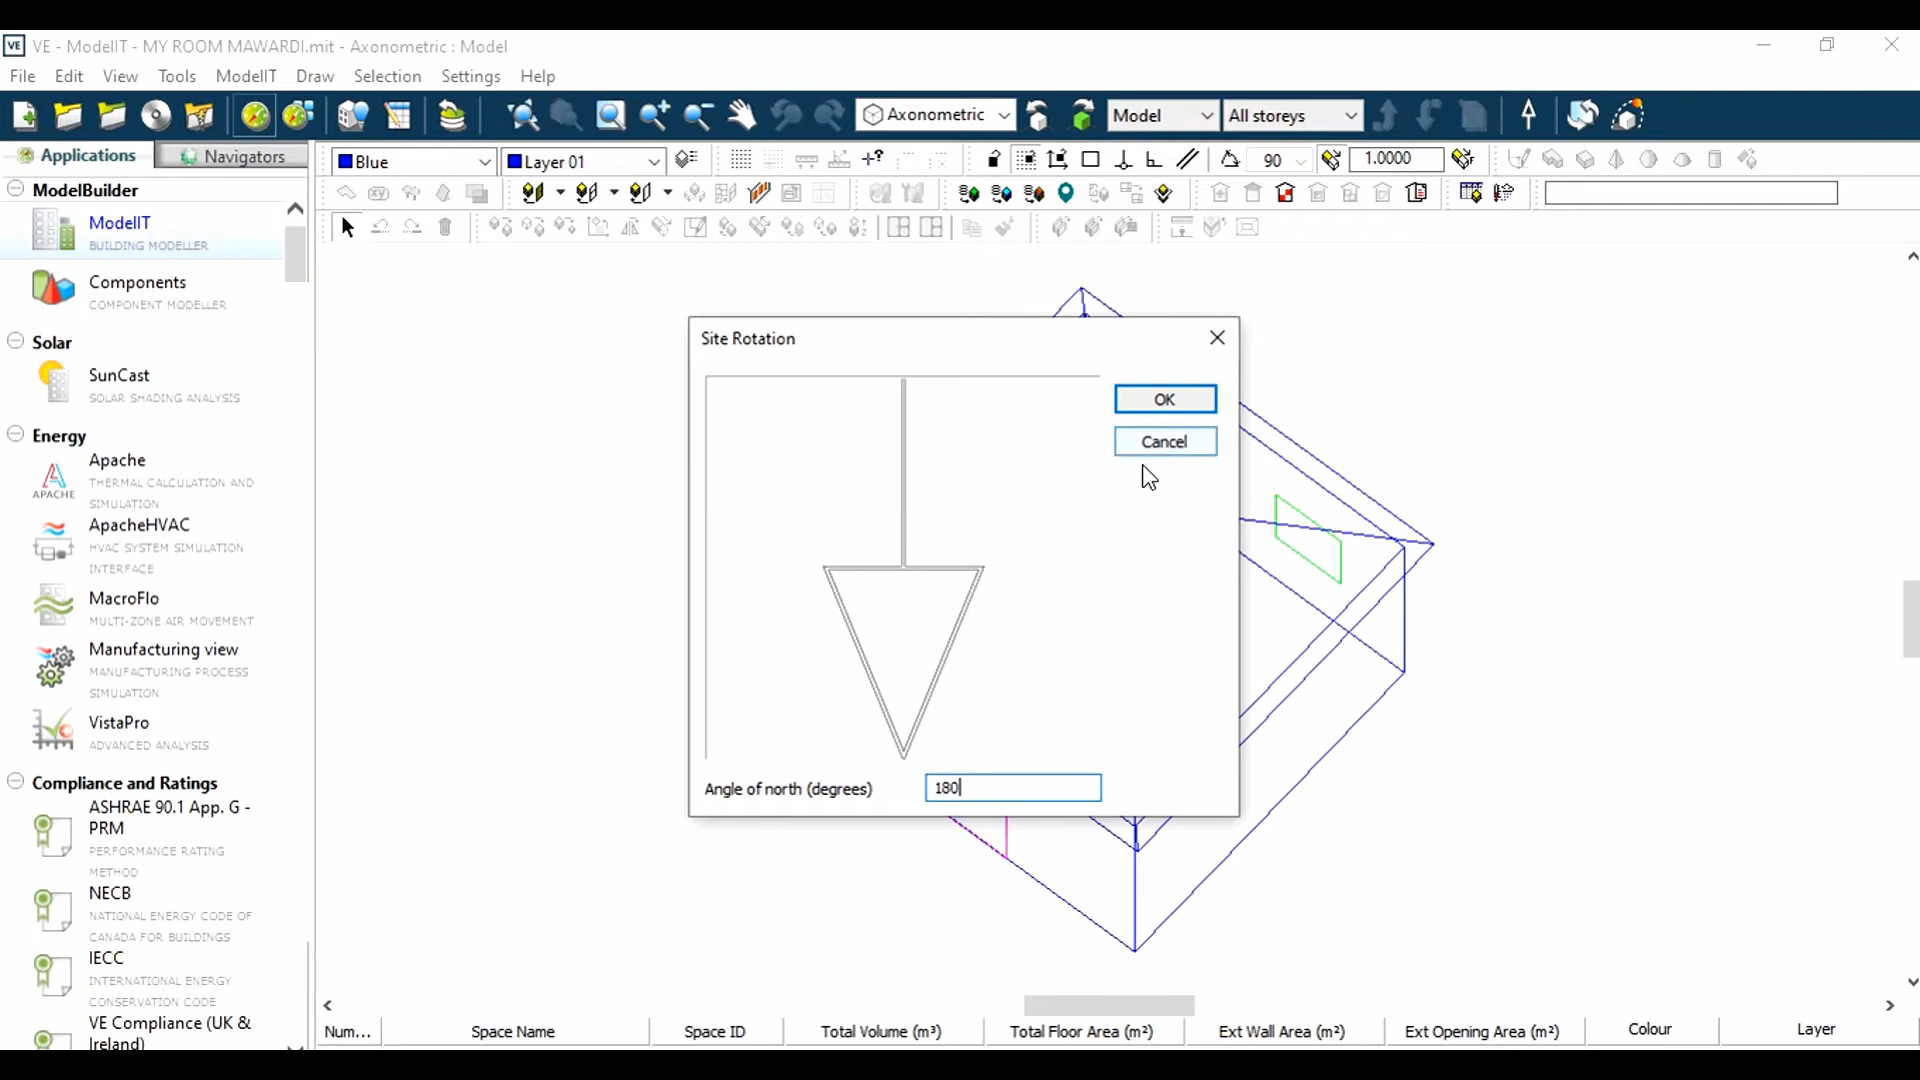 VE - ModelIT - MY ROOM MAWARDI.mit - Axonometric : Model
File Edit View Tools ModelIT Draw Selection Settings Help
Axonometric Model All storeys
Applications Navigators
Blue Layer 01 90 1.0000
ModelBuilder
ModelIT
BUILDING MODELLER
Components
COMPONENT MODELLER
Solar
SunCast
SOLAR SHADING ANALYSIS
Energy
Apache
THERMAL CALCULATION AND
SIMULATION
APACHE
ApacheHVAC
HVAC SYSTEM SIMULATION
INTERFACE
MacroFlo
MULTI-ZONE AIR MOVEMENT
Manufacturing view
MANUFACTURING PROCESS
SIMULATION
VistaPro
ADVANCED ANALYSIS
Compliance and Ratings
ASHRAE 90.1 App. G -
PRM
PERFORMANCE RATING
METHOD
NECB
NATIONAL ENERGY CODE OF
CANADA FOR BUILDINGS
IECC
INTERNATIONAL ENERGY
CONSERVATION CODE
VE Compliance (UK &
Ireland)
Site Rotation
OK
Cancel
Angle of north (degrees) 180
Num... Space Name Space ID Total Volume (m³) Total Floor Area (m²) Ext Wall Area (m²) Ext Opening Area (m²) Colour Layer